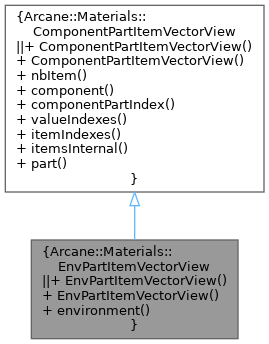 {Arcane::Materials::
ComponentPartItemVectorView
||+ ComponentPartItemVectorView()
+ ComponentPartItemVectorView()
+ nbItem()
+ component()
+ componentPartIndex()
+ valueIndexes()
+ itemIndexes()
+ itemsInternal()
+ part()
}
{Arcane::Materials::
EnvPartItemVectorView
||+ EnvPartItemVectorView()
+ EnvPartItemVectorView()
+ environment()
}